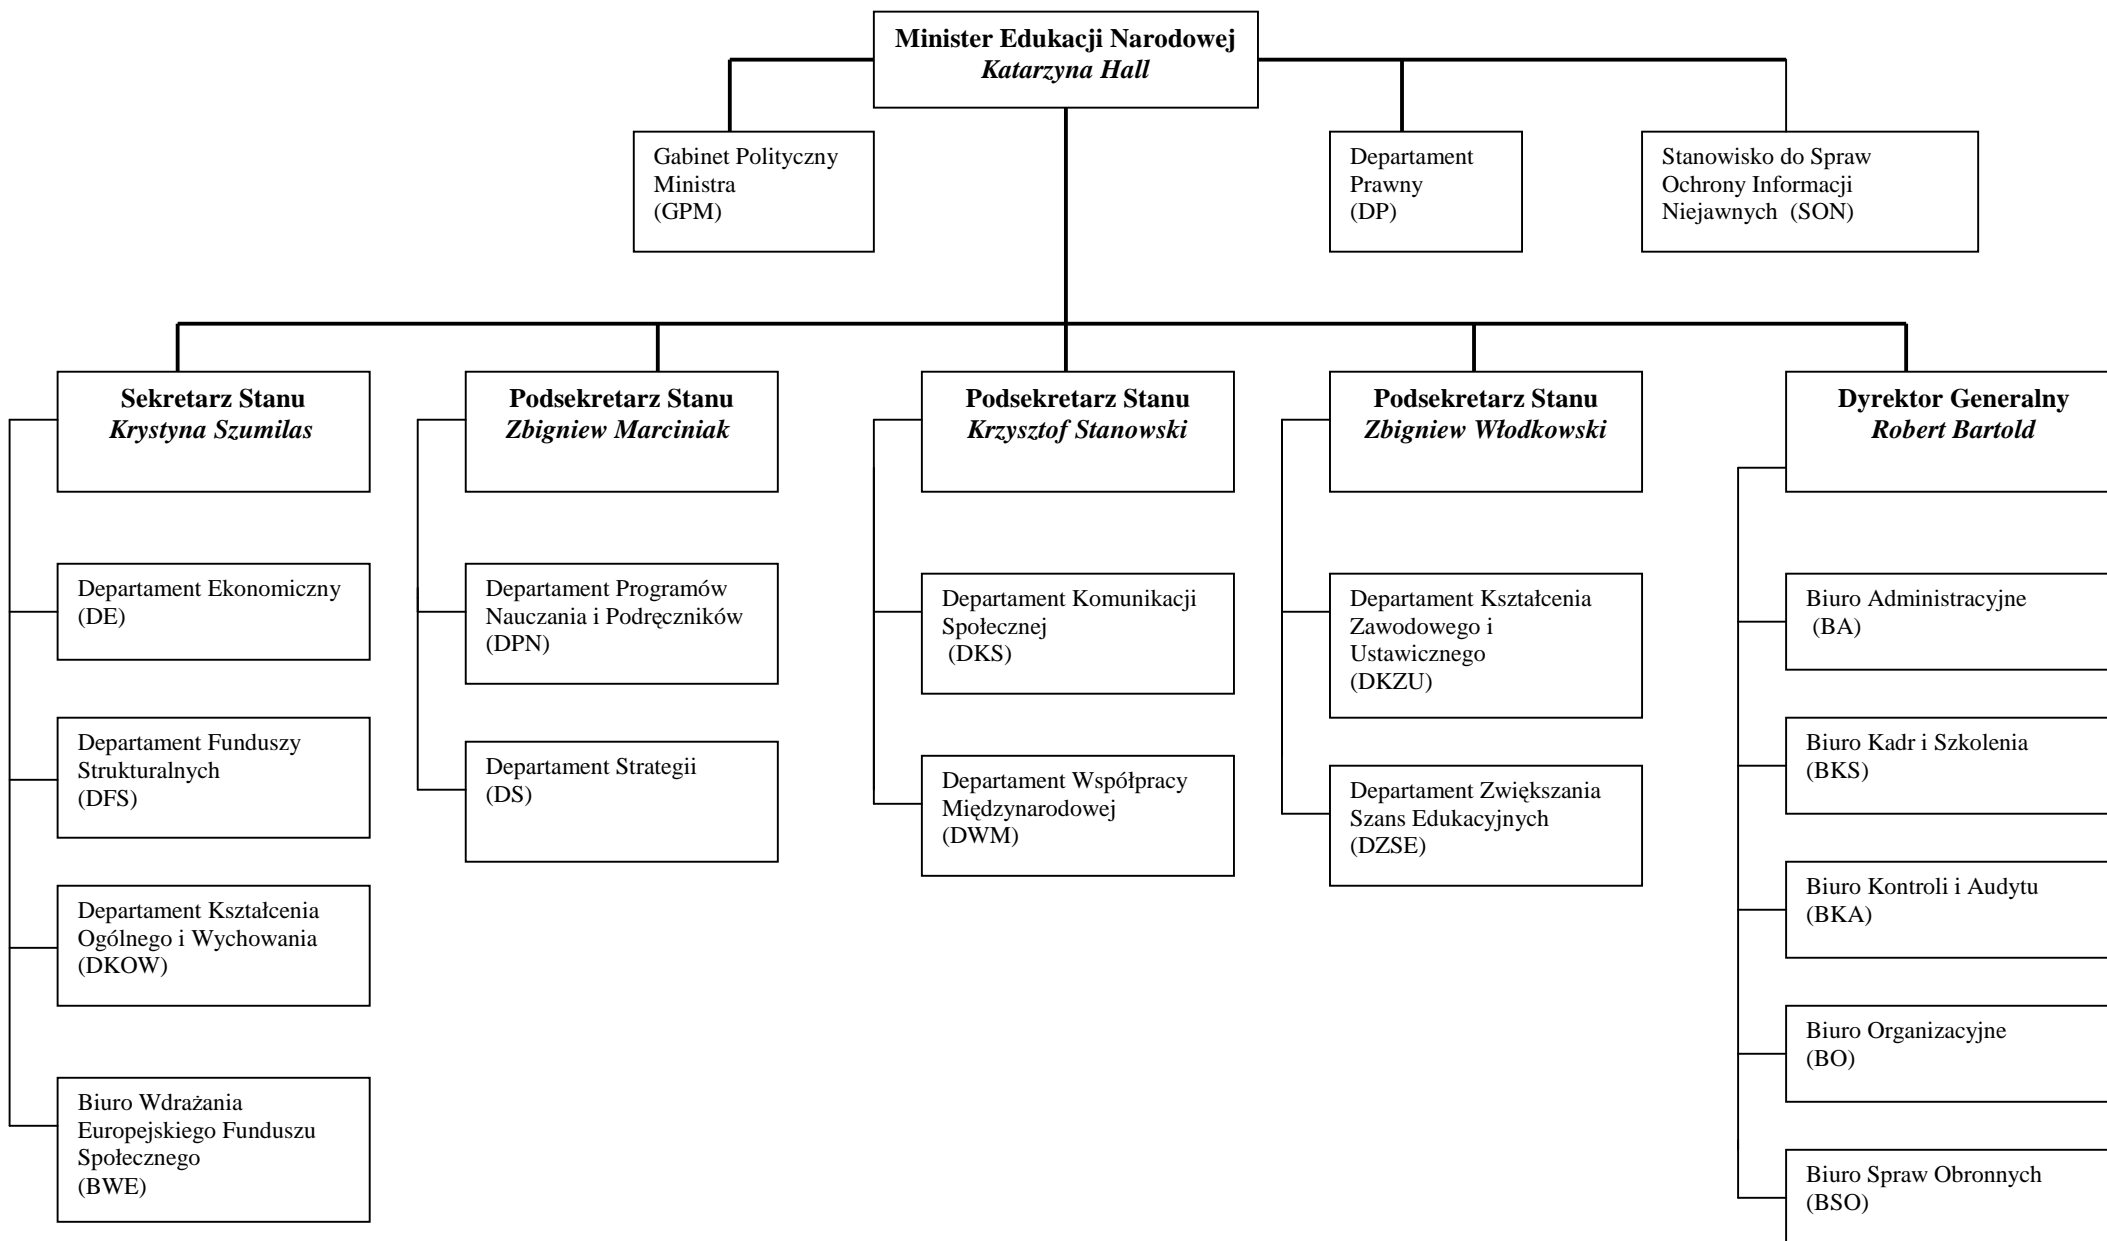 Minister Edukacji Narodowej
Katarzyna Hall
Gabinet Polityczny
Ministra
(GPM)
Departament
Prawny
(DP)
Stanowisko do Spraw
Ochrony Informacji
Niejawnych (SON)
Sekretarz Stanu
Krystyna Szumilas
Podsekretarz Stanu
Zbigniew Marciniak
Podsekretarz Stanu
Krzysztof Stanowski
Podsekretarz Stanu
Zbigniew Włodkowski
Dyrektor Generalny
Robert Bartold
Departament Ekonomiczny
(DE)
Departament Funduszy
Strukturalnych
(DFS)
Departament Kształcenia
Ogólnego i Wychowania
(DKOW)
Biuro Wdrażania
Europejskiego Funduszu
Społecznego
(BWE)
Departament Programów
Nauczania i Podręczników
(DPN)
Departament Strategii
(DS)
Departament Komunikacji
Społecznej
(DKS)
Departament Współpracy
Międzynarodowej
(DWM)
Departament Kształcenia
Zawodowego i
Ustawicznego
(DKZU)
Departament Zwiększania
Szans Edukacyjnych
(DZSE)
Biuro Administracyjne
(BA)
Biuro Kadr i Szkolenia
(BKS)
Biuro Kontroli i Audytu
(BKA)
Biuro Organizacyjne
(BO)
Biuro Spraw Obronnych
(BSO)